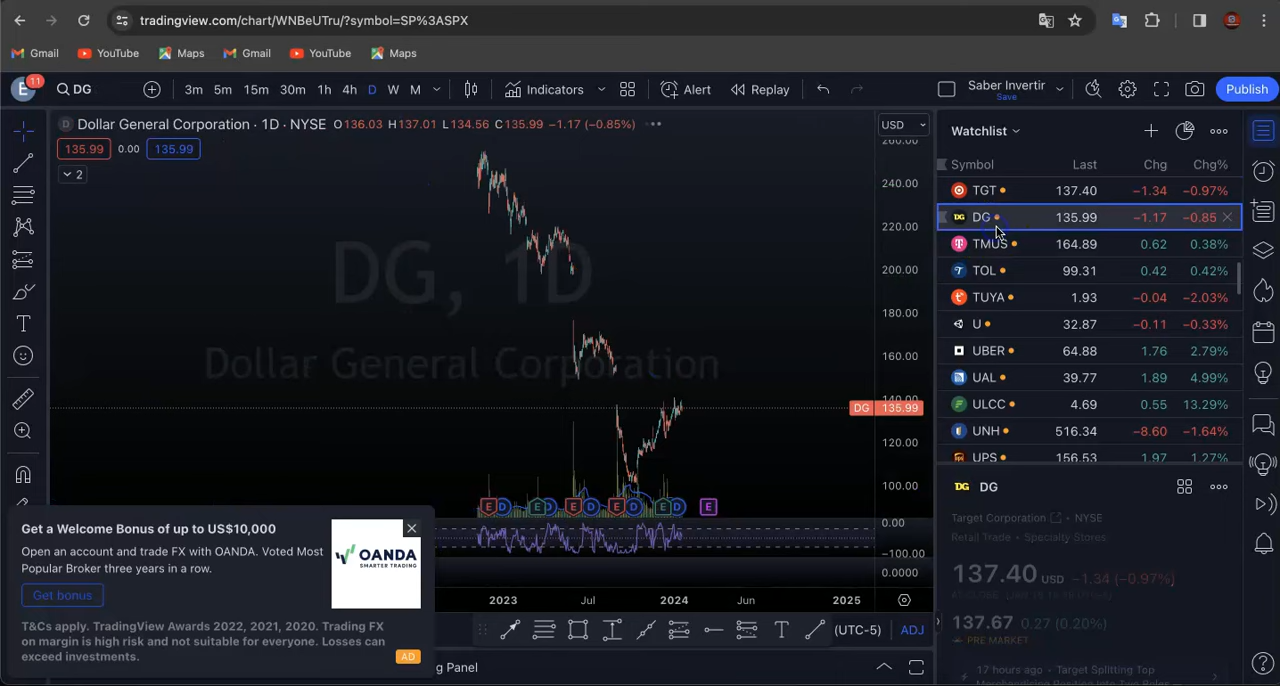 tradingview.com/chart/WNBeUTru/?symbol=SP%3ASPX
Gmail YouTube Maps Gmail YouTube Maps
E 11 DG 3m 5m 15m 30m 1h 4h D W M Indicators Alert Replay Saber Invertir Save Publish
D Dollar General Corporation · 1D · NYSE O136.03 H137.01 L134.56 C135.99 −1.17 (−0.85%) USD
135.99 0.00 135.99
2
DG, 1D
Dollar General Corporation
260.00
240.00
220.00
200.00
180.00
160.00
140.00
DG 135.99
120.00
100.00
0.00
−100.00
0.0000
E D E D E D E D E D E
2023 Jul 2024 Jun 2025
Watchlist
Symbol Last Chg Chg%
TGT 137.40 −1.34 −0.97%
DG 135.99 −1.17 −0.85
TMUS 164.89 0.62 0.38%
TOL 99.31 0.42 0.42%
TUYA 1.93 −0.04 −2.03%
U 32.87 −0.11 −0.33%
UBER 64.88 1.76 2.79%
UAL 39.77 1.89 4.99%
ULCC 4.69 0.55 13.29%
UNH 516.34 −8.60 −1.64%
UPS 156.53 1.97 1.27%
DG DG
Target Corporation · NYSE
Retail Trade · Specialty Stores
137.40 USD −1.34 (−0.97%)
137.67 0.27 (0.20%)
PRE MARKET
17 hours ago · Target Splitting Top
Merchandising Position Into Two Roles
Get a Welcome Bonus of up to US$10,000
Open an account and trade FX with OANDA. Voted Most
Popular Broker three years in a row.
Get bonus
OANDA
SMARTER TRADING
T&Cs apply. TradingView Awards 2022, 2021, 2020. Trading FX
on margin is high risk and not suitable for everyone. Losses can
exceed investments.
AD
(UTC-5) ADJ
g Panel